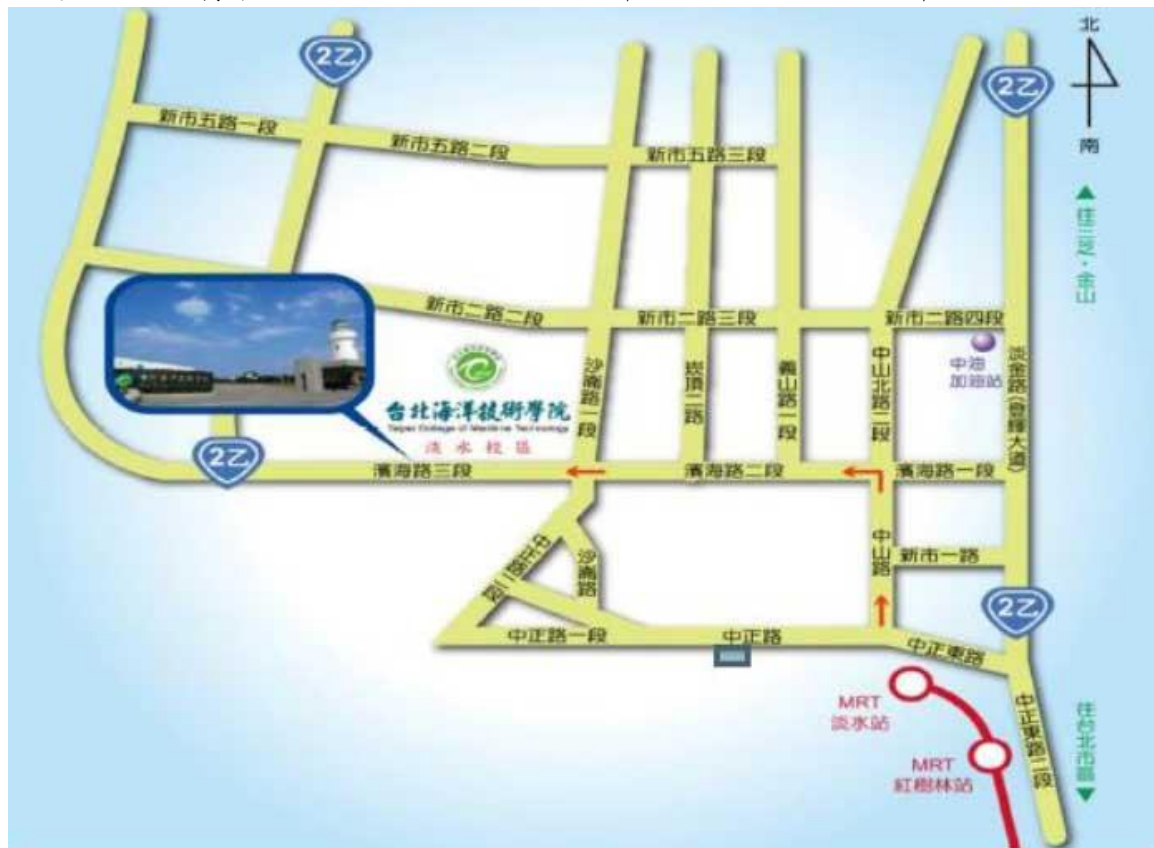 北
南
2乙
2乙
新市五路一段
新市五路二段
新市五路三段
往三芝·金山
新市二路二段
新市二路三段
新市二路四段
中油
加油站
沙崙路一段
崁頂二路
義山路一段
中山北路二段
淡金路(登輝大道)
台北海洋技術學院
Taipei College of Maritime Technology
淡水校區
2乙
濱海路三段
濱海路二段
濱海路一段
中正路二段
沙崙路
中山路
新市一路
2乙
中正路一段
中正路
中正東路
MRT
淡水站
MRT
紅樹林站
中正東路二段
往台北市區